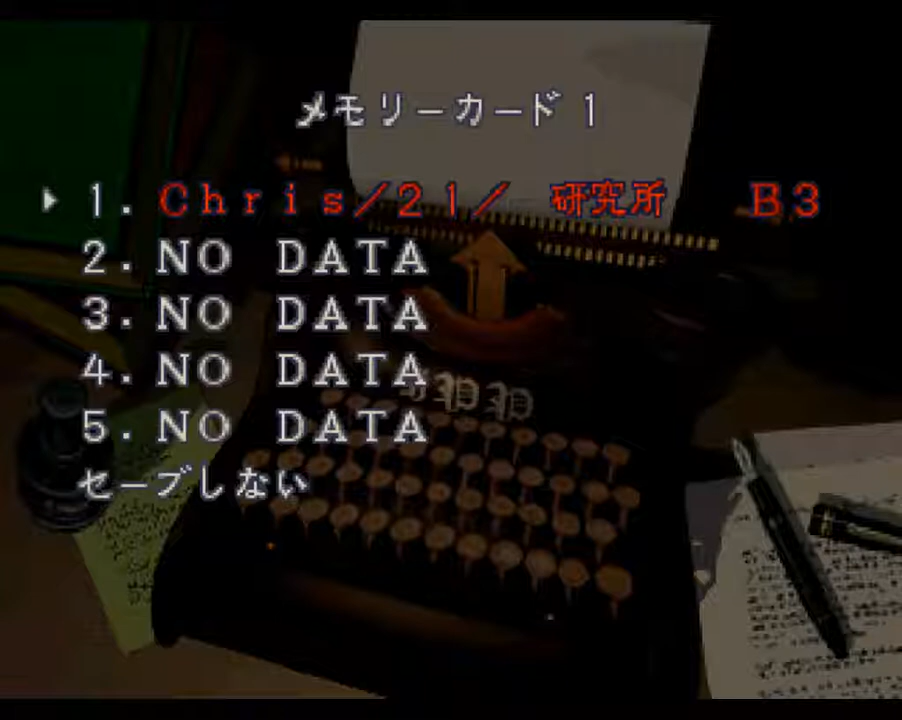 メモリーカード 1
1. Chris/21/ 研究所 B3
2. NO DATA
3. NO DATA
4. NO DATA
5. NO DATA
セーブしない